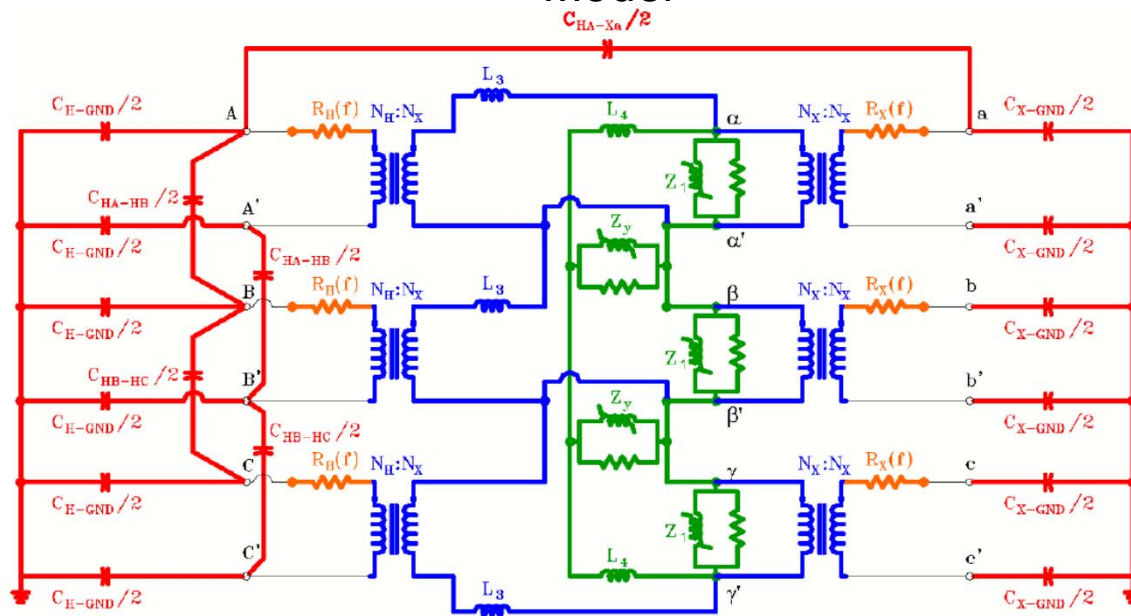 C_HA-Xa/2
L_3
C_H-GND/2 A R_H(f) N_H:N_X L_4 α N_X:N_X R_X(f) a C_X-GND/2
Z_1
C_HA-HB/2 A' Z_y α' a'
C_H-GND/2 C_HA-HB/2 C_X-GND/2
B R_H(f) N_H:N_X L_3 β N_X:N_X R_X(f) b
C_H-GND/2 C_X-GND/2
Z_1
C_HB-HC/2 B' Z_y β' b'
C_H-GND/2 C_HB-HC/2 C_X-GND/2
C R_H(f) N_H:N_X γ N_X:N_X R_X(f) c
C_H-GND/2 C_X-GND/2
Z_1
C' L_4 γ' c'
C_H-GND/2 L_3 C_X-GND/2